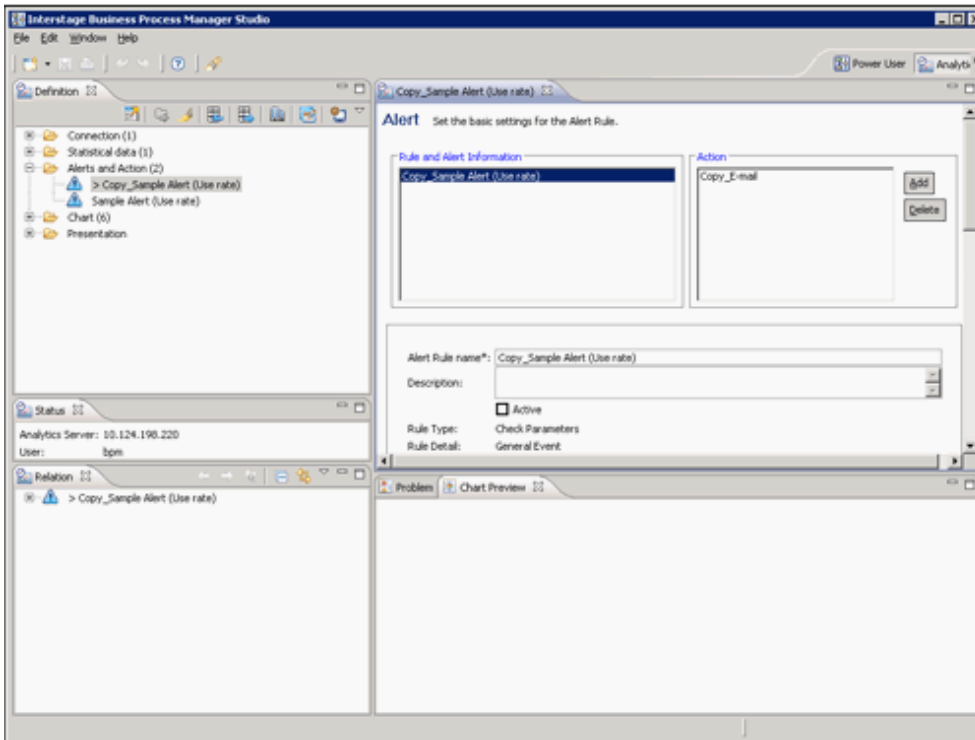 Interstage Business Process Manager Studio
File Edit Window Help
Power User Analyti
Definition
Connection (1)
Statistical data (1)
Alerts and Action (2)
> Copy_Sample Alert (Use rate)
Sample Alert (Use rate)
Chart (6)
Presentation
Status
Analytics Server: 10.124.198.220
User: bpm
Relation
> Copy_Sample Alert (Use rate)
Copy_Sample Alert (Use rate)
Alert Set the basic settings for the Alert Rule.
Rule and Alert Information
Copy_Sample Alert (Use rate)
Action
Copy_E-mail
Add
Delete
Alert Rule name*: Copy_Sample Alert (Use rate)
Description:
Active
Rule Type: Check Parameters
Rule Detail: General Event
Problem Chart Preview